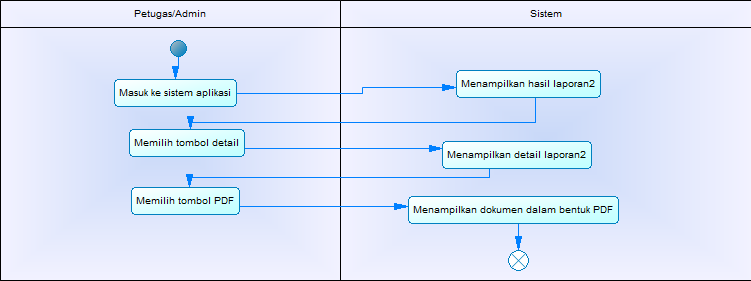 Petugas/Admin
Sistem
Masuk ke sistem aplikasi
Menampilkan hasil laporan2
Memilih tombol detail
Menampilkan detail laporan2
Memilih tombol PDF
Menampilkan dokumen dalam bentuk PDF